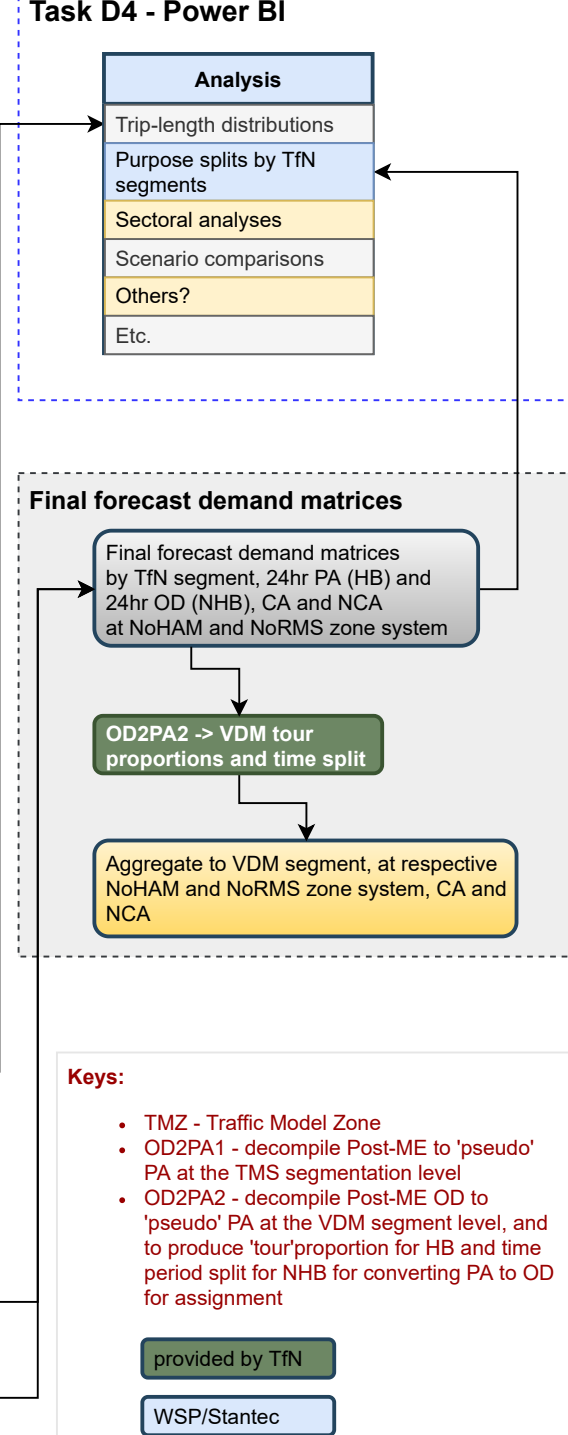 Task D4 - Power BI
Analysis
Trip-length distributions
Purpose splits by TfN
segments
Sectoral analyses
Scenario comparisons
Others?
Etc.
Final forecast demand matrices
Final forecast demand matrices
by TfN segment, 24hr PA (HB) and
24hr OD (NHB), CA and NCA
at NoHAM and NoRMS zone system
OD2PA2 -> VDM tour
proportions and time split
Aggregate to VDM segment, at respective
NoHAM and NoRMS zone system, CA and
NCA
Keys:
• TMZ - Traffic Model Zone
• OD2PA1 - decompile Post-ME to 'pseudo'
PA at the TMS segmentation level
• OD2PA2 - decompile Post-ME OD to
'pseudo' PA at the VDM segment level, and
to produce 'tour'proportion for HB and time
period split for NHB for converting PA to OD
for assignment
provided by TfN
WSP/Stantec